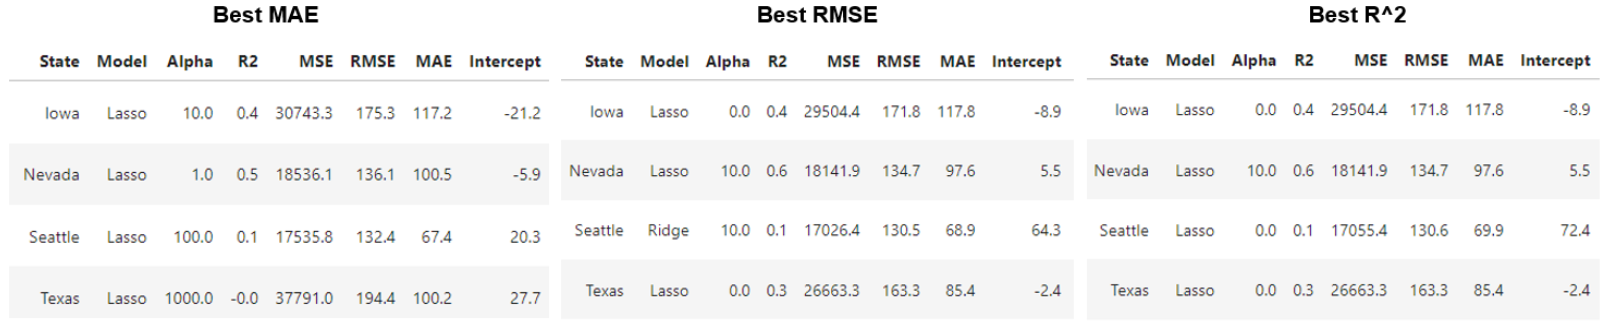 Best MAE
State Model Alpha R2 MSE RMSE MAE Intercept
Iowa Lasso 10.0 0.4 30743.3 175.3 117.2 -21.2
Nevada Lasso 1.0 0.5 18536.1 136.1 100.5 -5.9
Seattle Lasso 100.0 0.1 17535.8 132.4 67.4 20.3
Texas Lasso 1000.0 -0.0 37791.0 194.4 100.2 27.7
Best RMSE
State Model Alpha R2 MSE RMSE MAE Intercept
Iowa Lasso 0.0 0.4 29504.4 171.8 117.8 -8.9
Nevada Lasso 10.0 0.6 18141.9 134.7 97.6 5.5
Seattle Ridge 10.0 0.1 17026.4 130.5 68.9 64.3
Texas Lasso 0.0 0.3 26663.3 163.3 85.4 -2.4
Best R^2
State Model Alpha R2 MSE RMSE MAE Intercept
Iowa Lasso 0.0 0.4 29504.4 171.8 117.8 -8.9
Nevada Lasso 10.0 0.6 18141.9 134.7 97.6 5.5
Seattle Lasso 0.0 0.1 17055.4 130.6 69.9 72.4
Texas Lasso 0.0 0.3 26663.3 163.3 85.4 -2.4